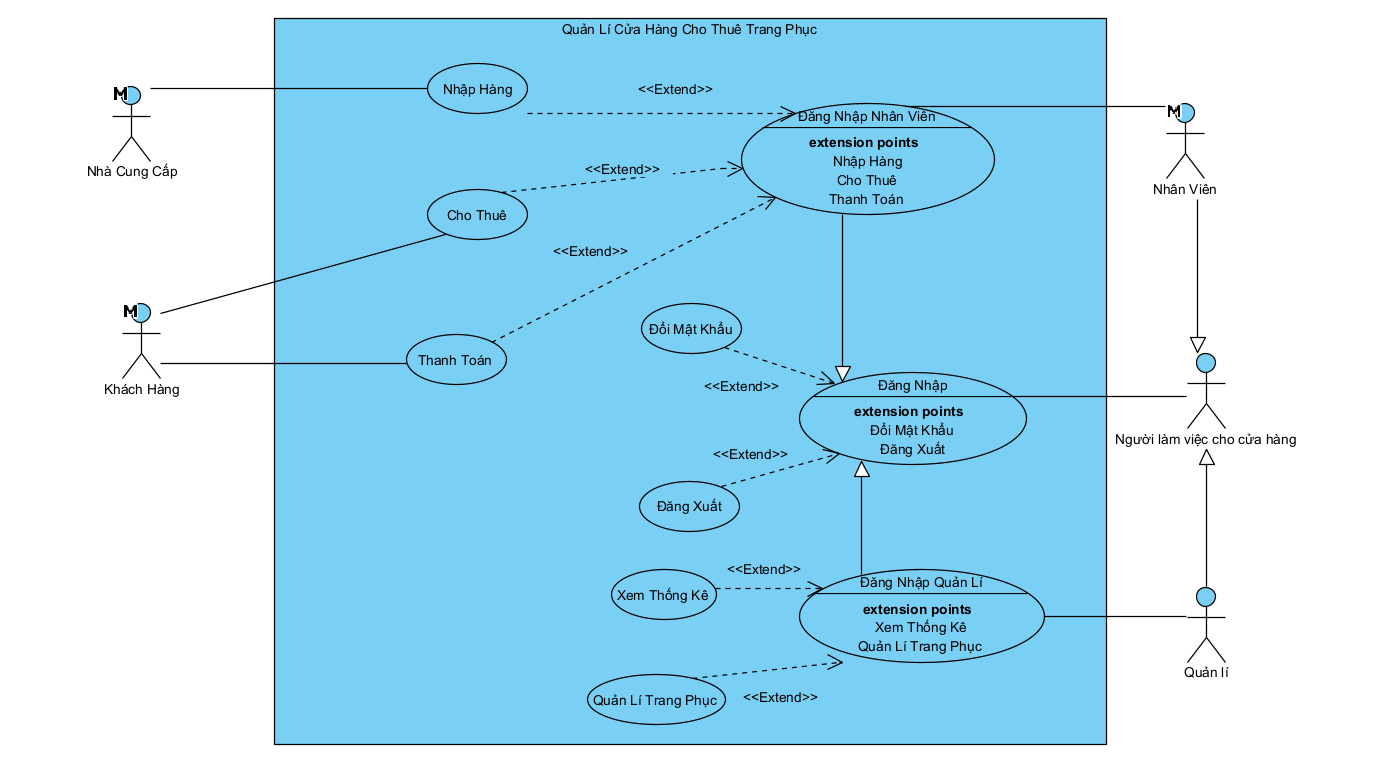 Quản Lí Cửa Hàng Cho Thuê Trang Phục
Nhập Hàng
<<Extend>>
M
Nhà Cung Cấp
Đăng Nhập Nhân Viên
extension points
Nhập Hàng
Cho Thuê
Thanh Toán
M
Nhân Viên
<<Extend>>
Cho Thuê
<<Extend>>
M
Khách Hàng
Thanh Toán
Đổi Mật Khẩu
<<Extend>>
Đăng Nhập
extension points
Đổi Mật Khẩu
Đăng Xuất
Người làm việc cho cửa hàng
<<Extend>>
Đăng Xuất
Xem Thống Kê
<<Extend>>
Đăng Nhập Quản Lí
extension points
Xem Thống Kê
Quản Lí Trang Phục
Quản lí
Quản Lí Trang Phục
<<Extend>>